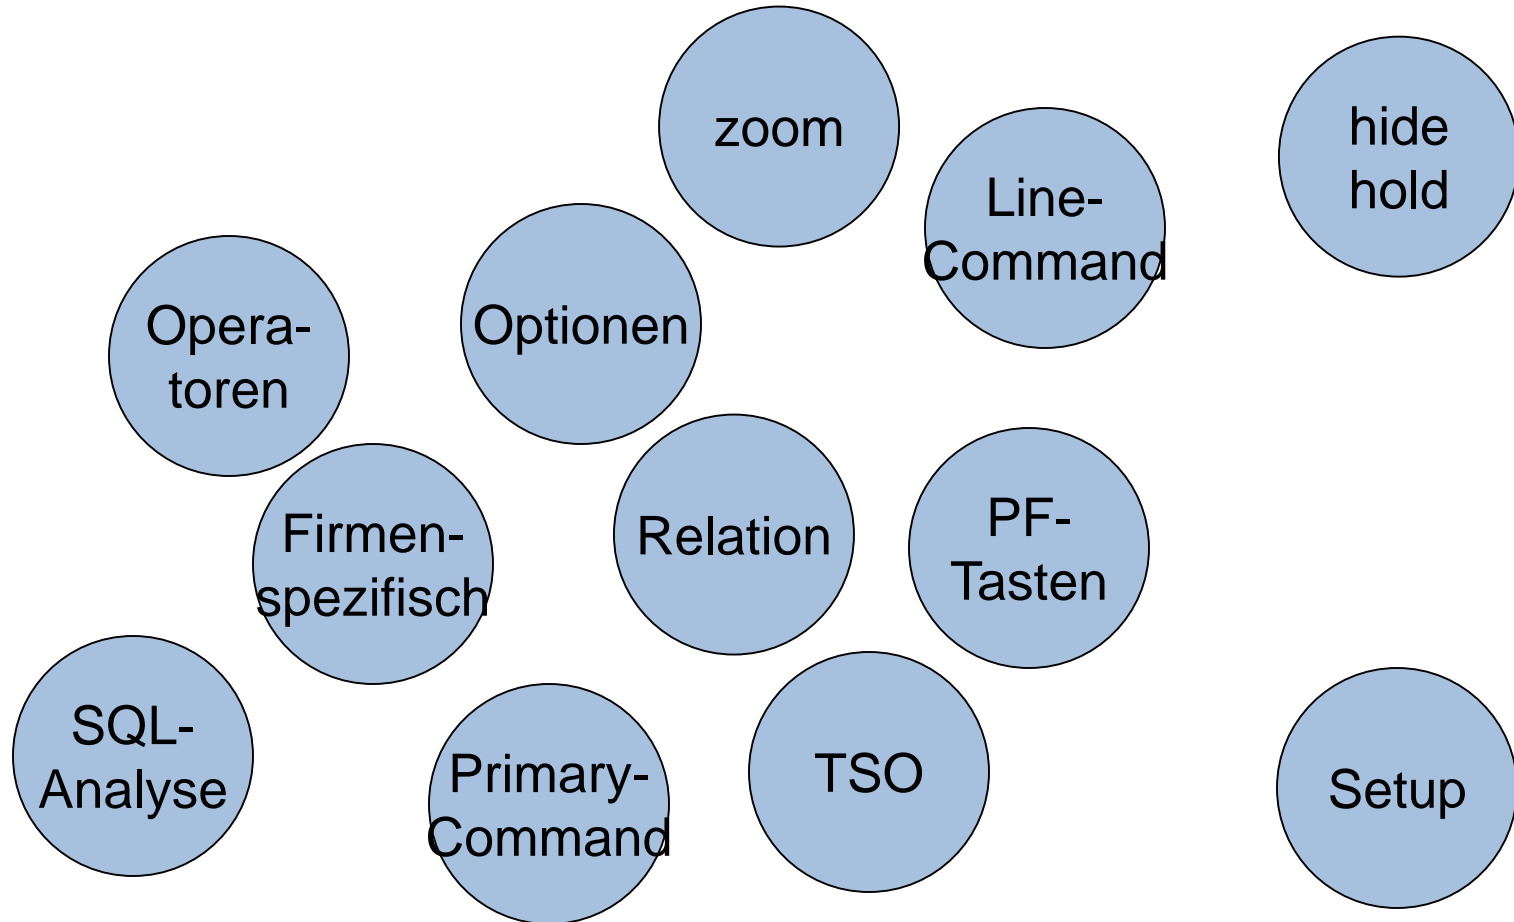 zoom
hide
hold
Line-
Command
Opera-
toren
Optionen
Firmen-
spezifisch
Relation
PF-
Tasten
SQL-
Analyse
Primary-
Command
TSO
Setup